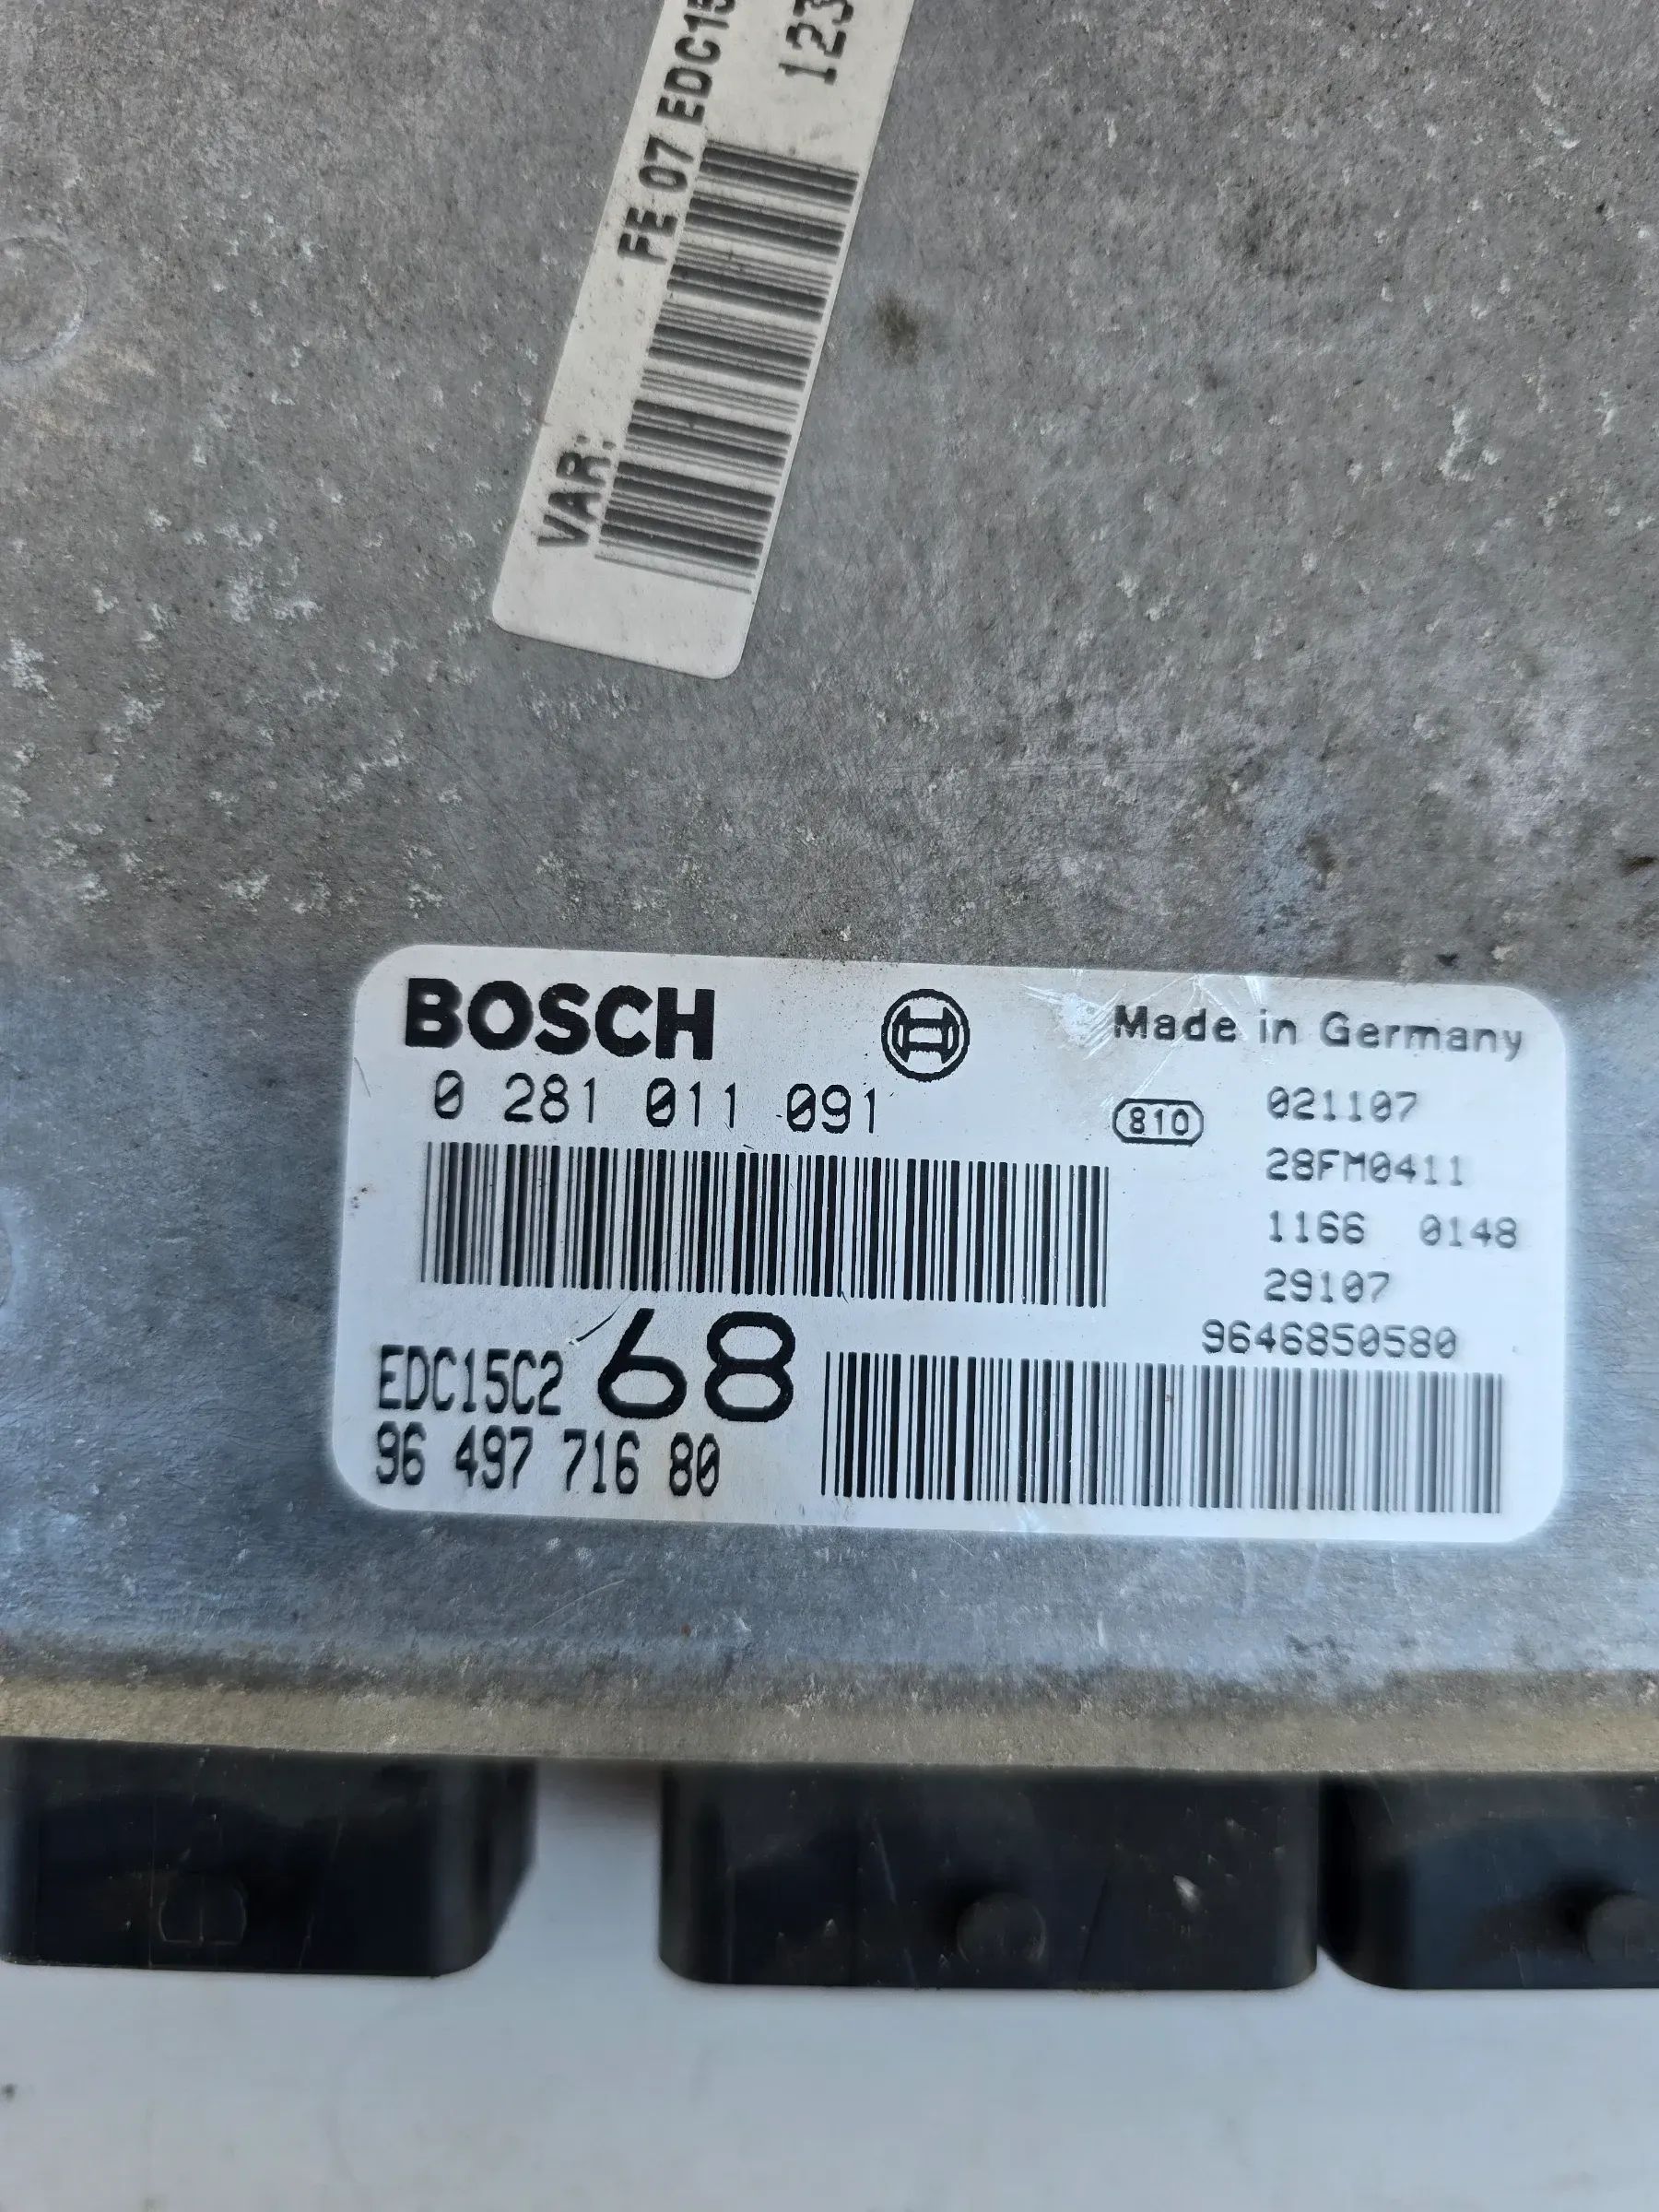 FE 07 EDC15
123
VAR:
BOSCH
Made in Germany
0 281 011 091
810
021107
28FM0411
1166 0148
29107
9646850580
EDC15C2 68
96 497 716 80